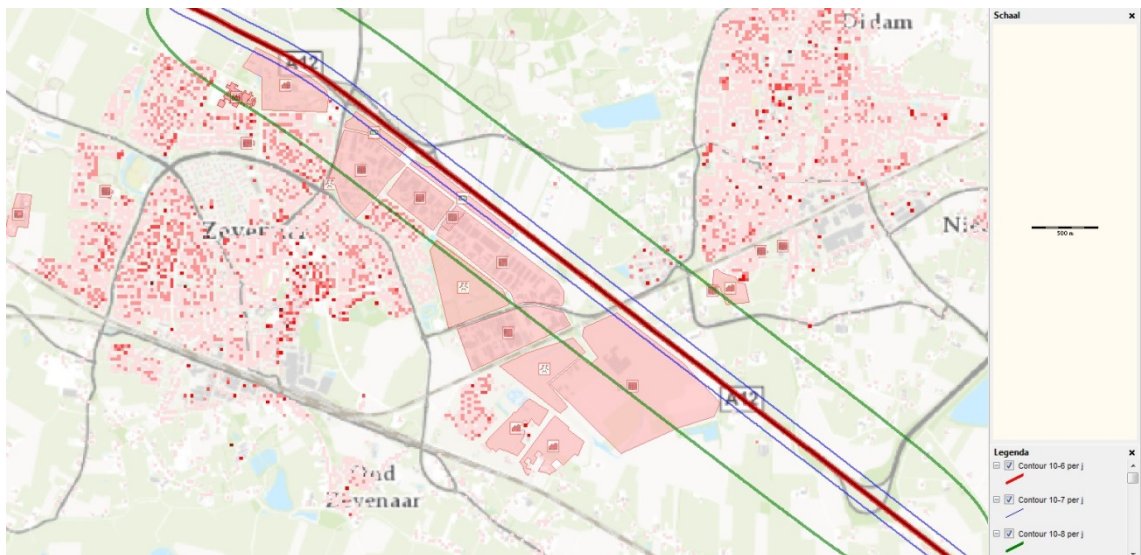 Schaal
Didam
A12
Zevenaar
500 m
A12
Oud
Zevenaar
Legenda
Contour 10-6 per j
Contour 10-7 per j
Contour 10-8 per j